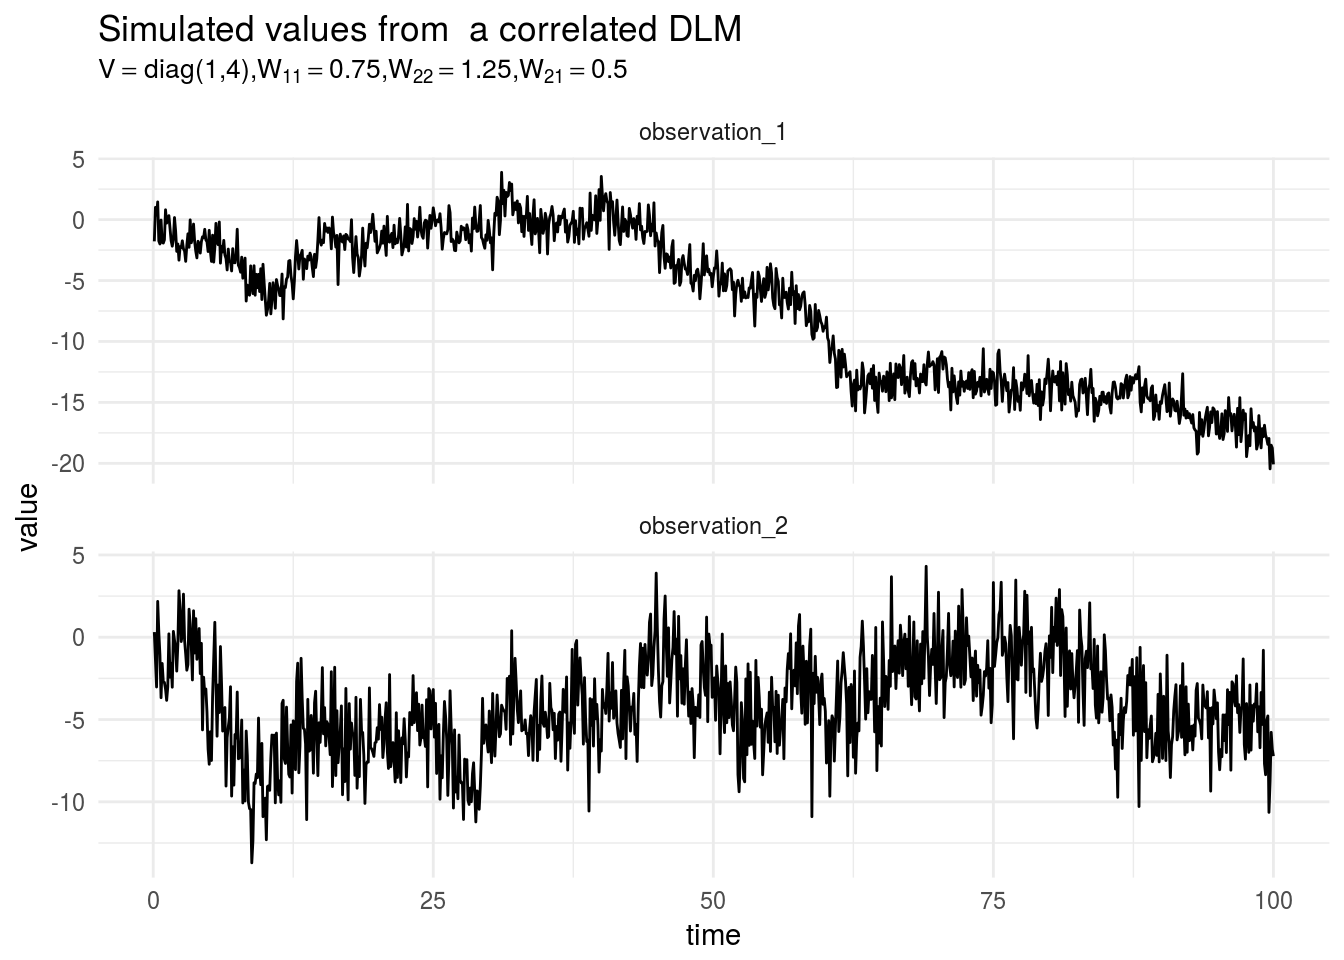 Simulated values from  a correlated DLM
V = diag(1,4),W₁₁ = 0.75,W₂₂ = 1.25,W₂₁ = 0.5
observation_1
5
0
-5
-10
-15
-20
value
observation_2
5
0
-5
-10
0 25 50 75 100
time